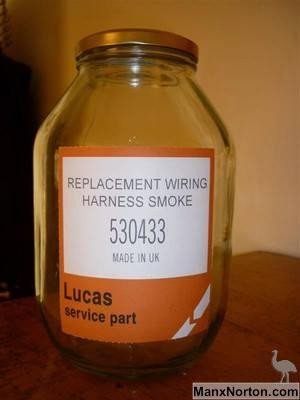 REPLACEMENT WIRING
HARNESS SMOKE
530433
MADE IN UK
Lucas
service part
ManxNorton.com